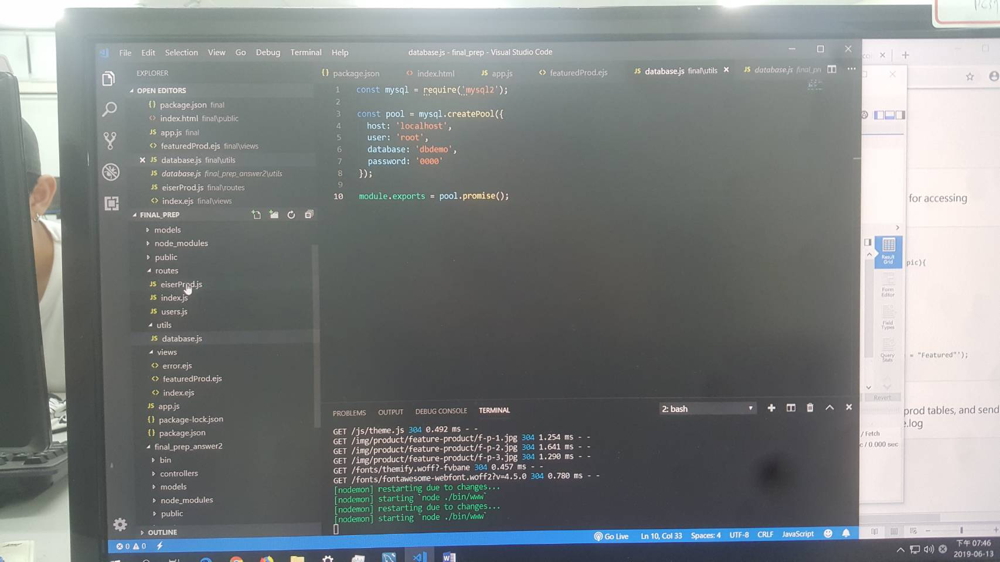 File Edit Selection View Go Debug Terminal Help
database.js - final_prep - Visual Studio Code
EXPLORER
OPEN EDITORS
package.json final
index.html final\public
app.js final
featuredProd.ejs final\views
database.js final\utils
database.js final_prep_answer2\utils
eiserProd.js final\routes
index.ejs final\views
FINAL_PREP
models
node_modules
public
routes
JS eiserProd.js
JS index.js
JS users.js
utils
JS database.js
views
error.ejs
featuredProd.ejs
index.ejs
JS app.js
package-lock.json
package.json
final_prep_answer2
bin
controllers
models
node_modules
public
OUTLINE
package.json index.html JS app.js featuredProd.ejs JS database.js final\utils JS database.js
1 const mysql = require('mysql2');
2
3 const pool = mysql.createPool({
4 host: 'localhost',
5 user: 'root',
6 database: 'dbdemo',
7 password: '0000'
8 });
9
10 module.exports = pool.promise();
PROBLEMS OUTPUT DEBUG CONSOLE TERMINAL 2: bash
GET /js/theme.js 304 0.492 ms - -
GET /img/product/feature-product/f-p-1.jpg 304 1.254 ms - -
GET /img/product/feature-product/f-p-2.jpg 304 1.641 ms - -
GET /img/product/feature-product/f-p-3.jpg 304 1.290 ms - -
GET /fonts/themify.woff?-fvbane 304 0.457 ms - -
GET /fonts/fontawesome-webfont.woff2?v=4.5.0 304 0.780 ms - -
[nodemon] restarting due to changes...
[nodemon] starting `node ./bin/www`
[nodemon] restarting due to changes...
[nodemon] starting `node ./bin/www`
0 0 Go Live Ln 10, Col 33 Spaces: 4 UTF-8 CRLF JavaScript
for accessing
Result
Grid
pic){
Form
Editor
Field
Types
Query
Stats
= "Featured"');
Revert
prod tables, and send
.log
/ Fetch
/ 0.000 sec
下午 07:46
2019-06-13